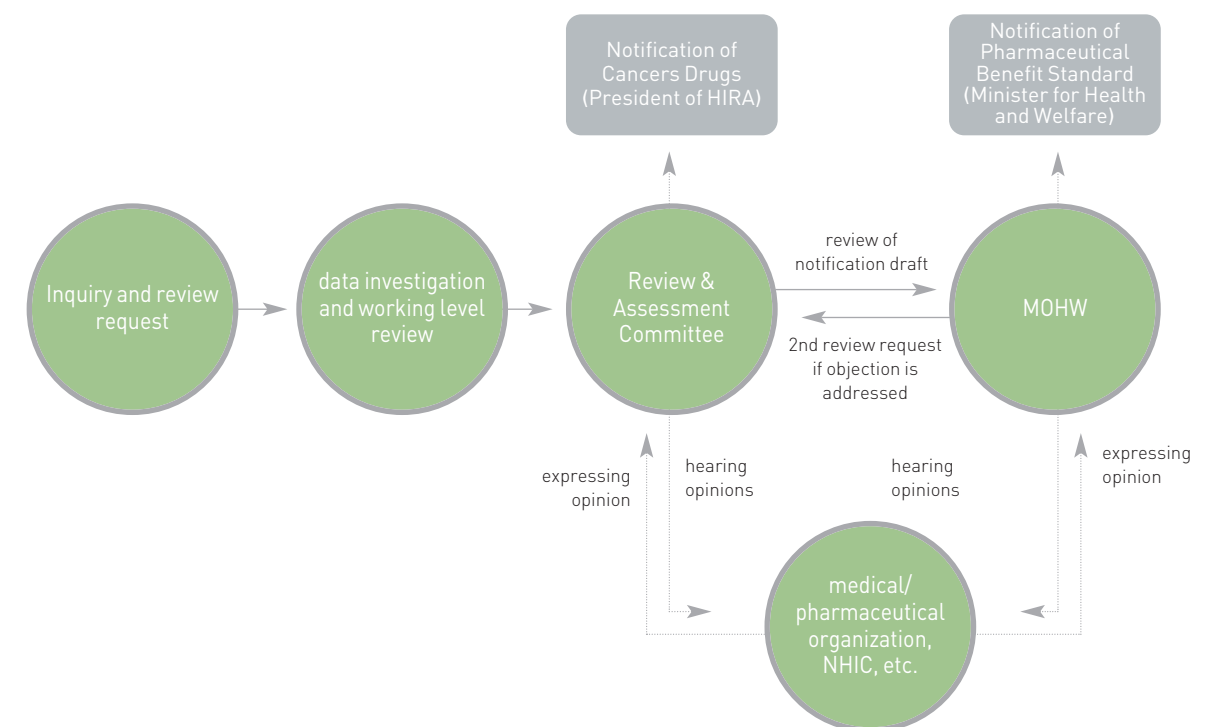 Notification of
Cancers Drugs
(President of HIRA)
Notification of
Pharmaceutical
Benefit Standard
(Minister for Health
and Welfare)
Inquiry and review
request
data investigation
and working level
review
Review &
Assessment
Committee
review of
notification draft
2nd review request
if objection is
addressed
MOHW
expressing
opinion
hearing
opinions
hearing
opinions
expressing
opinion
medical/
pharmaceutical
organization,
NHIC, etc.